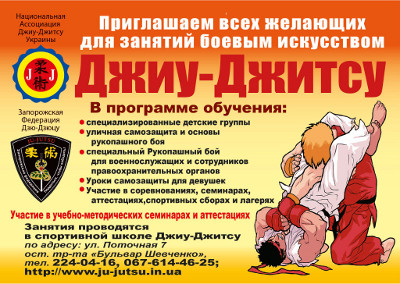 Национальная
Ассоциация
Джиу-Джитсу
Украины
J J
柔
術
Запорожская
Федерация
Дзю-Дзюцу
柔術
Приглашаем всех желающих
для занятий боевым искусством
Джиу-Джитсу
В программе обучения:
• специализированные детские группы
• уличная самозащита и основы
рукопашного боя
• специальный Рукопашный бой
для военнослужащих и сотрудников
правоохранительных органов
• Уроки самозащиты для девушек
• Участие в соревнованиях, семинарах,
аттестациях,спортивных сборах и лагерях
Участие в учебно-методических семинарах и аттестациях
Занятия проводятся
в спортивной школе Джиу-Джитсу
по адресу: ул. Поточная 7
ост. тр-та «Бульвар Шевченко»,
тел. 224-04-16, 067-614-46-25;
http://www.ju-jutsu.in.ua